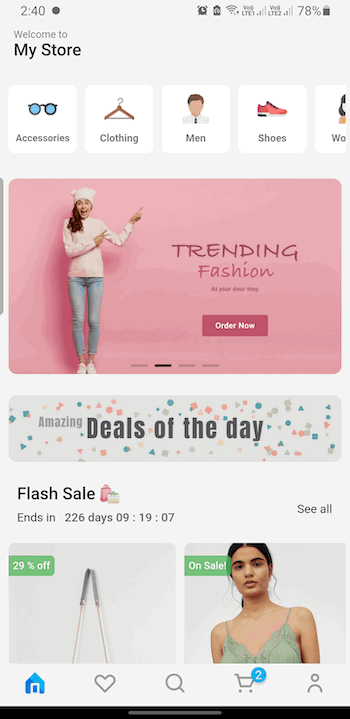 2:40
Vo))
LTE1
Vo))
LTE2
78%
Welcome to
My Store
Accessories
Clothing
Men
Shoes
Wo
TRENDING
Fashion
At your door step
Order Now
Amazing Deals of the day
Flash Sale
Ends in 226 days 09 : 19 : 07
See all
29 % off
On Sale!
2